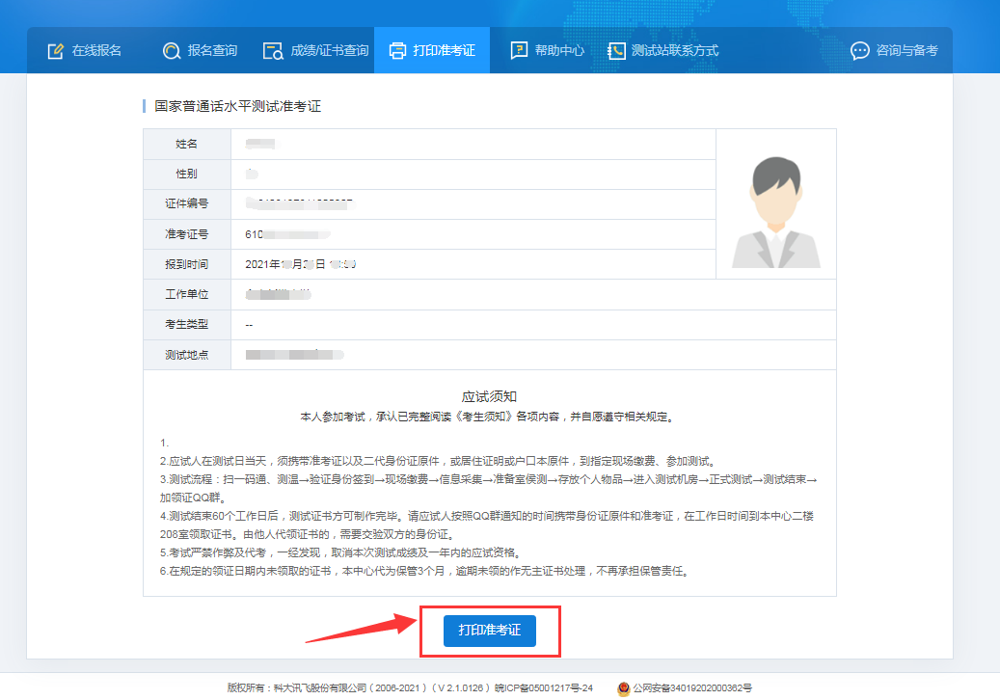 在线报名
报名查询
成绩/证书查询
打印准考证
帮助中心
测试站联系方式
咨询与备考
国家普通话水平测试准考证
姓名
性别
证件编号
准考证号 610
报到时间 2021年 月 日
工作单位
考生类型 --
测试地点
应试须知
本人参加考试，承认已完整阅读《考生须知》各项内容，并自愿遵守相关规定。
1.
2.应试人在测试日当天，须携带准考证以及二代身份证原件，或居住证明或户口本原件，到指定现场缴费、参加测试。
3.测试流程：扫一码通、测温→验证身份签到→现场缴费→信息采集→准备室侯测→存放个人物品→进入测试机房→正式测试→测试结束→
加领证QQ群。
4.测试结束60个工作日后，测试证书方可制作完毕。请应试人按照QQ群通知的时间携带身份证原件和准考证，在工作日时间到本中心二楼
208室领取证书。由他人代领证书的，需要交验双方的身份证。
5.考试严禁作弊及代考，一经发现，取消本次测试成绩及一年内的应试资格。
6.在规定的领证日期内未领取的证书，本中心代为保管3个月，逾期未领的作无主证书处理，不再承担保管责任。
打印准考证
版权所有：科大讯飞股份有限公司（2006-2021）（V 2.1.0126）皖ICP备05001217号-24 公网安备34019202000362号